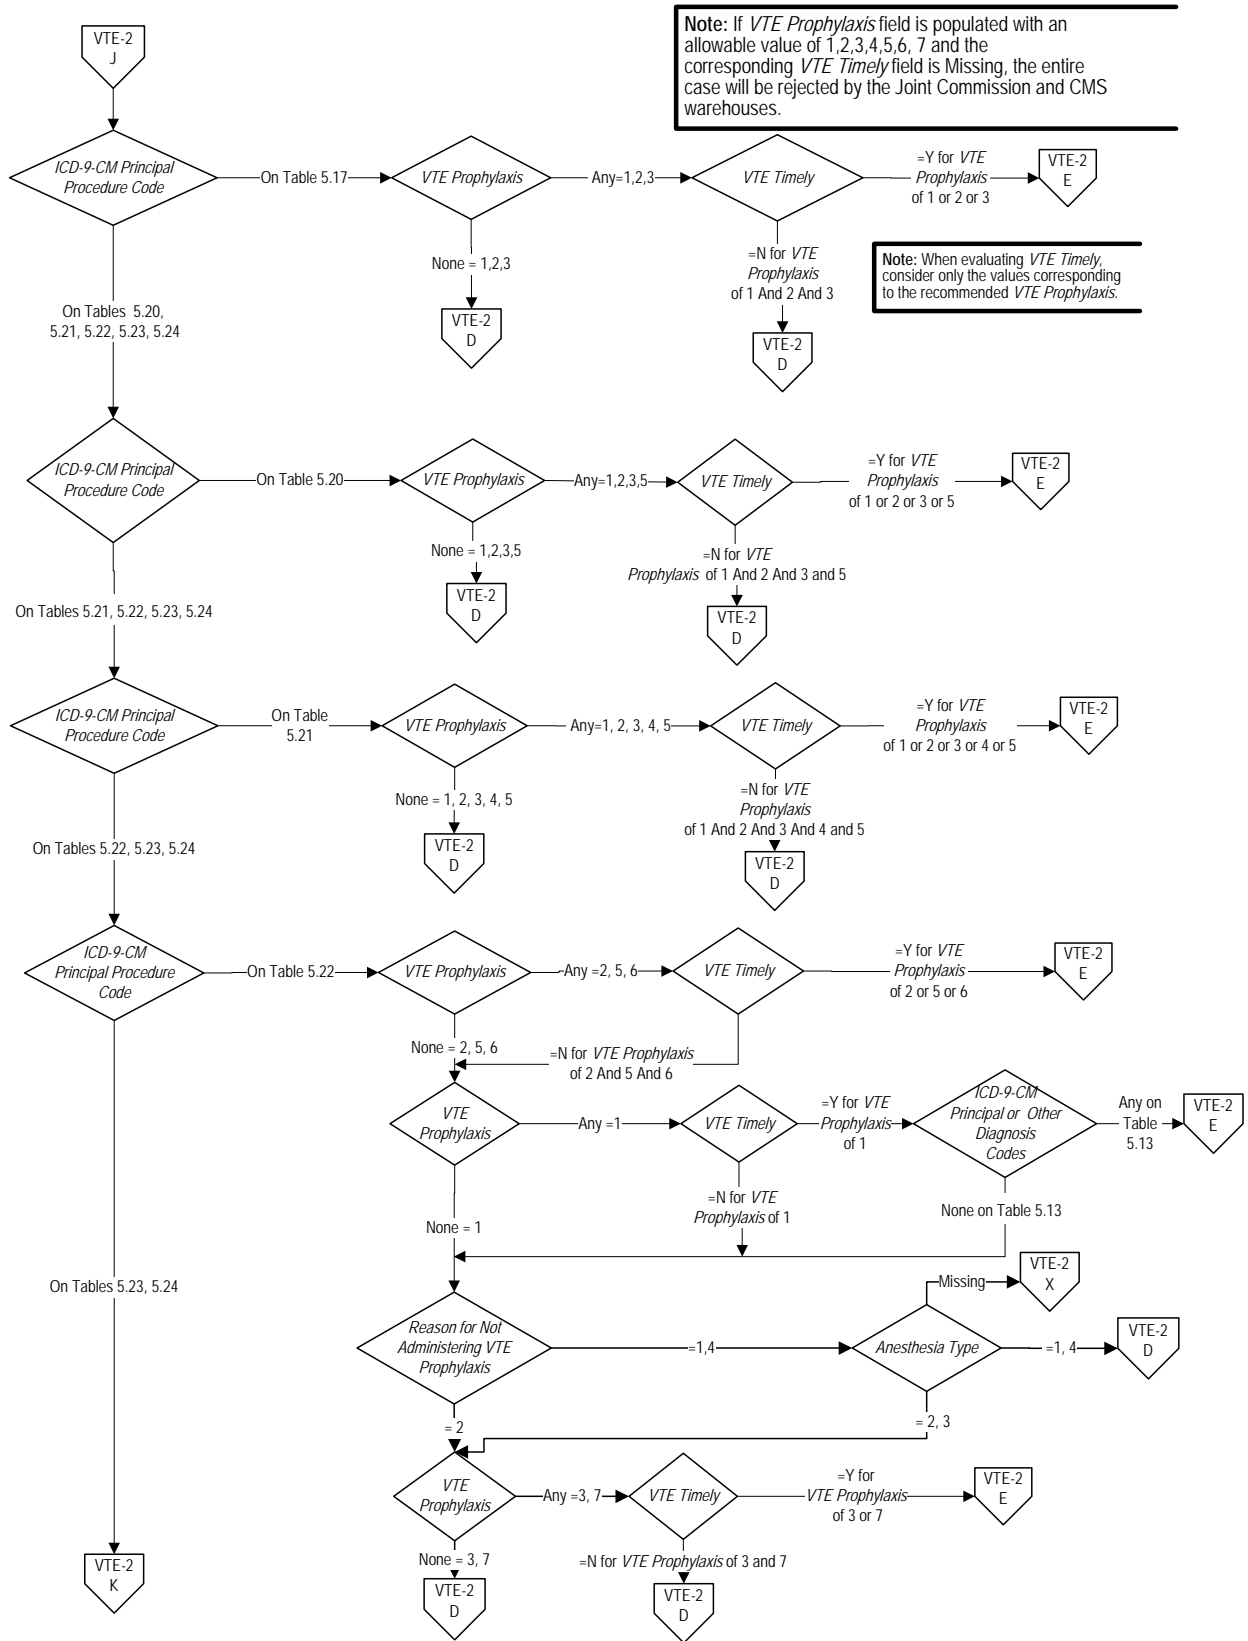 Note: If VTE Prophylaxis field is populated with an
allowable value of 1,2,3,4,5,6, 7 and the
corresponding VTE Timely field is Missing, the entire
case will be rejected by the Joint Commission and CMS
warehouses.
VTE-2
J
ICD-9-CM Principal
Procedure Code
On Table 5.17
VTE Prophylaxis
Any=1,2,3
VTE Timely
=Y for VTE
Prophylaxis
of 1 or 2 or 3
VTE-2
E
None = 1,2,3
VTE-2
D
=N for VTE
Prophylaxis
of 1 And 2 And 3
VTE-2
D
Note: When evaluating VTE Timely,
consider only the values corresponding
to the recommended VTE Prophylaxis.
On Tables 5.20,
5.21, 5.22, 5.23, 5.24
ICD-9-CM Principal
Procedure Code
On Table 5.20
VTE Prophylaxis
Any=1,2,3,5
VTE Timely
=Y for VTE
Prophylaxis
of 1 or 2 or 3 or 5
VTE-2
E
None = 1,2,3,5
VTE-2
D
=N for VTE
Prophylaxis of 1 And 2 And 3 and 5
VTE-2
D
On Tables 5.21, 5.22, 5.23, 5.24
ICD-9-CM Principal
Procedure Code
On Table
5.21
VTE Prophylaxis
Any=1, 2, 3, 4, 5
VTE Timely
=Y for VTE
Prophylaxis
of 1 or 2 or 3 or 4 or 5
VTE-2
E
None = 1, 2, 3, 4, 5
VTE-2
D
=N for VTE
Prophylaxis
of 1 And 2 And 3 And 4 and 5
VTE-2
D
On Tables 5.22, 5.23, 5.24
ICD-9-CM
Principal Procedure
Code
On Table 5.22
VTE Prophylaxis
Any =2, 5, 6
VTE Timely
=Y for VTE
Prophylaxis
of 2 or 5 or 6
VTE-2
E
None = 2, 5, 6
=N for VTE Prophylaxis
of 2 And 5 And 6
VTE
Prophylaxis
Any =1
VTE Timely
=Y for VTE
Prophylaxis
of 1
ICD-9-CM
Principal or Other
Diagnosis
Codes
Any on
Table
5.13
VTE-2
E
=N for VTE
Prophylaxis of 1
None on Table 5.13
None = 1
On Tables 5.23, 5.24
Missing
VTE-2
X
Reason for Not
Administering VTE
Prophylaxis
=1,4
Anesthesia Type
=1, 4
VTE-2
D
= 2
= 2, 3
VTE
Prophylaxis
Any =3, 7
VTE Timely
=Y for
VTE Prophylaxis
of 3 or 7
VTE-2
E
None = 3, 7
=N for VTE Prophylaxis of 3 and 7
VTE-2
K
VTE-2
D
VTE-2
D